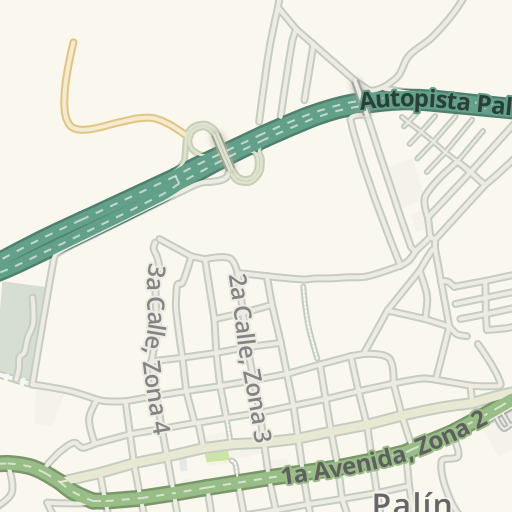 Autopista Pal
3a Calle, Zona 4
2a Calle, Zona 3
1a Avenida, Zona 2
Palín